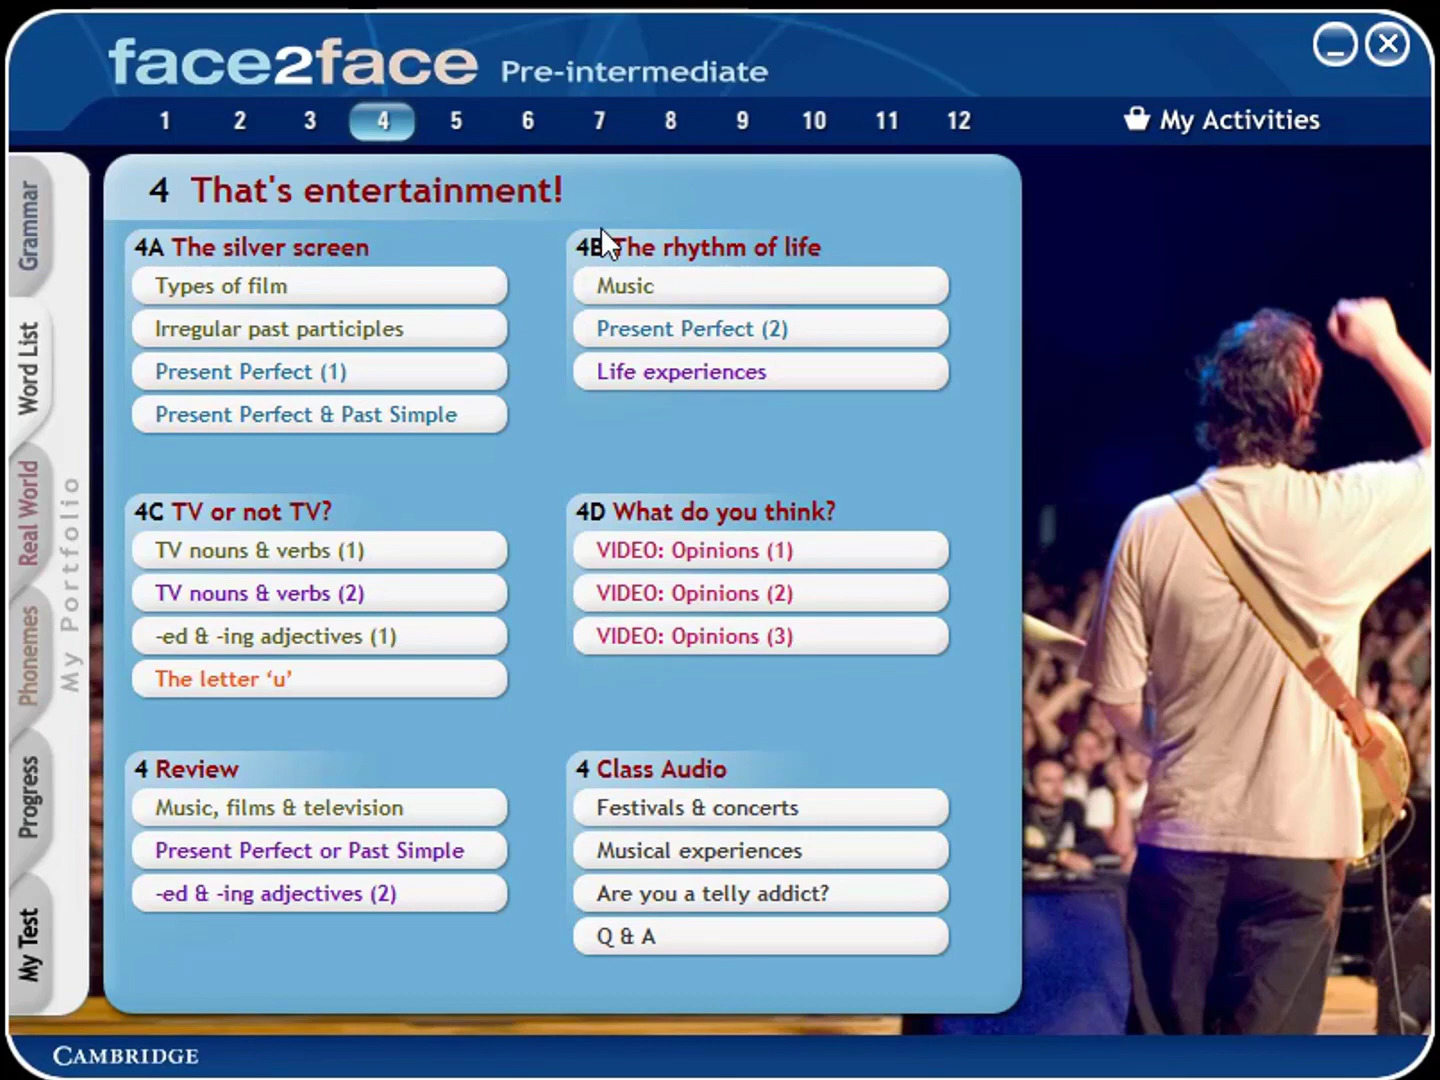 face2face Pre-intermediate
1 2 3 4 5 6 7 8 9 10 11 12
My Activities
Grammar
Word List
Real World
Phonemes
Progress
My Test
My Portfolio
4 That's entertainment!
4A The silver screen
Types of film
Irregular past participles
Present Perfect (1)
Present Perfect & Past Simple
4B The rhythm of life
Music
Present Perfect (2)
Life experiences
4C TV or not TV?
TV nouns & verbs (1)
TV nouns & verbs (2)
-ed & -ing adjectives (1)
The letter ‘u’
4D What do you think?
VIDEO: Opinions (1)
VIDEO: Opinions (2)
VIDEO: Opinions (3)
4 Review
Music, films & television
Present Perfect or Past Simple
-ed & -ing adjectives (2)
4 Class Audio
Festivals & concerts
Musical experiences
Are you a telly addict?
Q & A
CAMBRIDGE